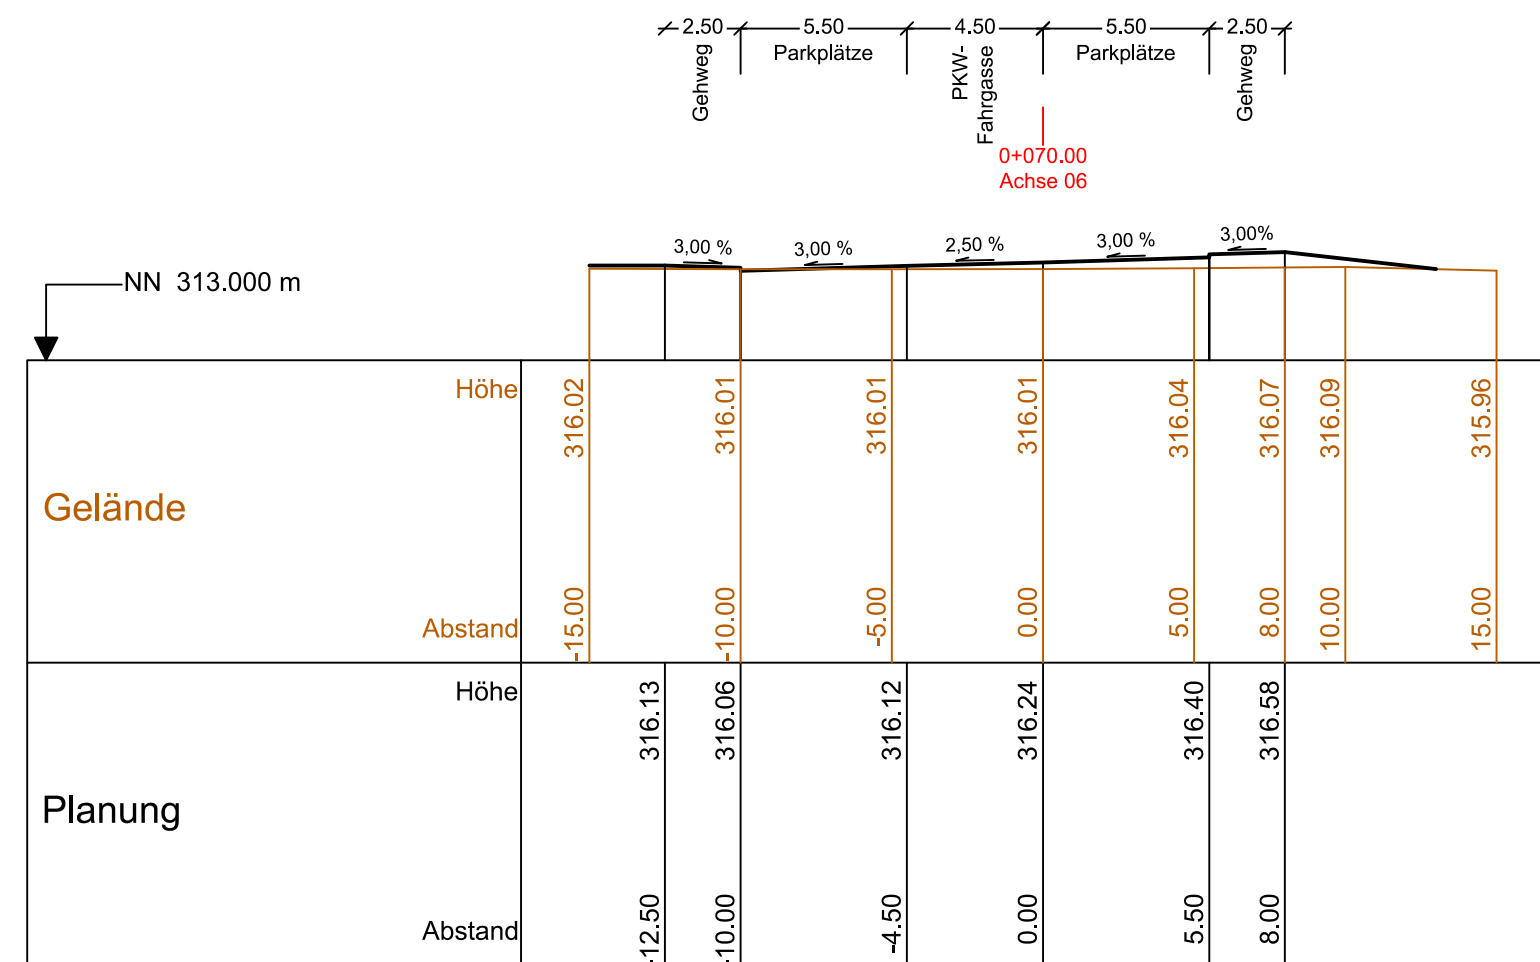 2.50 5.50 4.50 5.50 2.50
Gehweg
Parkplätze
PKW-
Fahrgasse
Parkplätze
Gehweg
0+070.00
Achse 06
3,00 % 3,00 % 2,50 % 3,00 % 3,00%
NN 313.000 m
Höhe 316.02 316.01 316.01 316.01 316.04 316.07 316.09 315.96
Gelände
Abstand -15.00 -10.00 -5.00 0.00 5.00 8.00 10.00 15.00
Höhe 316.13 316.06 316.12 316.24 316.40 316.58
Planung
Abstand -12.50 -10.00 -4.50 0.00 5.50 8.00